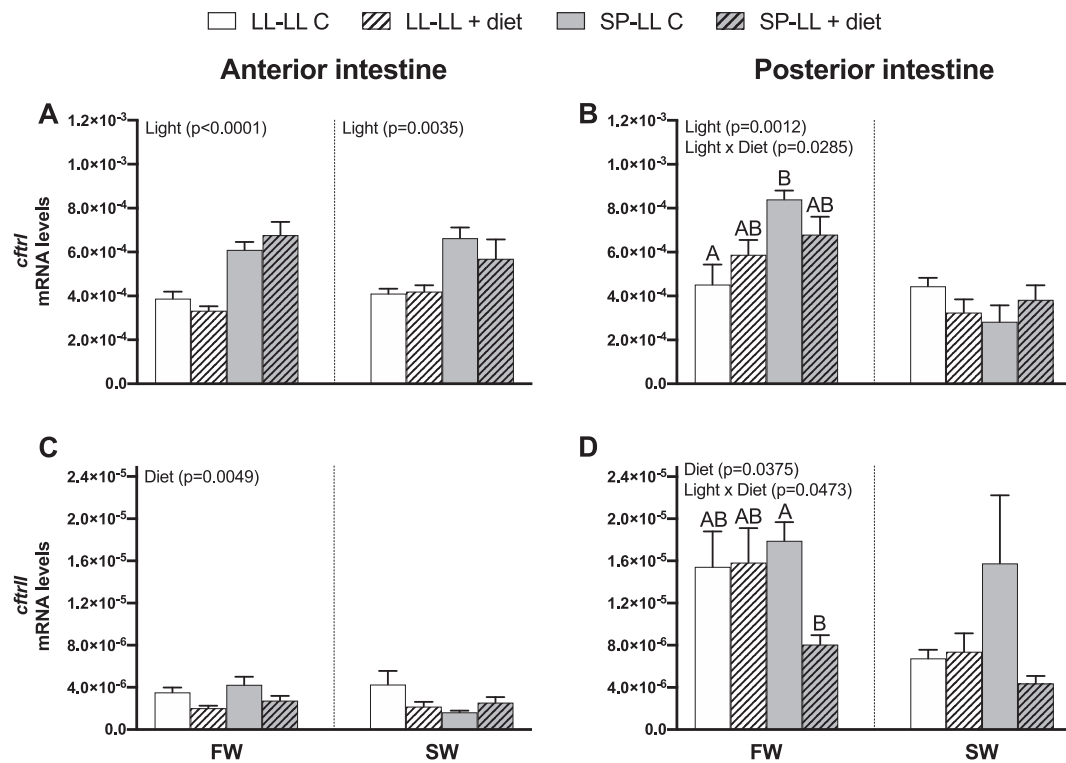 LL-LL C LL-LL + diet SP-LL C SP-LL + diet
Anterior intestine Posterior intestine
A
Light (p<0.0001) Light (p=0.0035)
cftrI
mRNA levels
1.2×10⁻³
1.0×10⁻³
8.0×10⁻⁴
6.0×10⁻⁴
4.0×10⁻⁴
2.0×10⁻⁴
0.0
B
Light (p=0.0012)
Light x Diet (p=0.0285)
1.2×10⁻³
1.0×10⁻³
8.0×10⁻⁴
6.0×10⁻⁴
4.0×10⁻⁴
2.0×10⁻⁴
0.0
A AB B AB
C
Diet (p=0.0049)
cftrII
mRNA levels
2.4×10⁻⁵
2.0×10⁻⁵
1.6×10⁻⁵
1.2×10⁻⁵
8.0×10⁻⁶
4.0×10⁻⁶
0.0
FW SW
D
Diet (p=0.0375)
Light x Diet (p=0.0473)
2.4×10⁻⁵
2.0×10⁻⁵
1.6×10⁻⁵
1.2×10⁻⁵
8.0×10⁻⁶
4.0×10⁻⁶
0.0
AB AB A B
FW SW